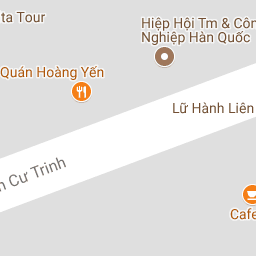 ta Tour
Hiệp Hội Tm & Côn
Nghiệp Hàn Quốc
Quán Hoàng Yến
Lữ Hành Liên
n Cư Trinh
Cafe